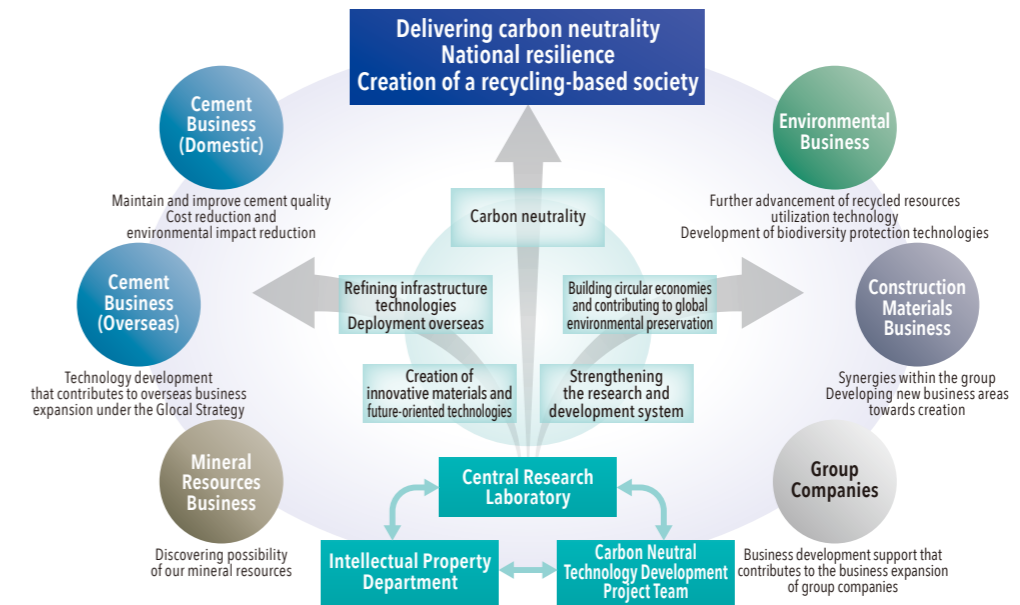 Delivering carbon neutrality
National resilience
Creation of a recycling-based society
Cement
Business
(Domestic)
Maintain and improve cement quality
Cost reduction and
environmental impact reduction
Environmental
Business
Further advancement of recycled resources
utilization technology
Development of biodiversity protection technologies
Carbon neutrality
Cement
Business
(Overseas)
Technology development
that contributes to overseas business
expansion under the Glocal Strategy
Refining infrastructure
technologies
Deployment overseas
Building circular economies
and contributing to global
environmental preservation
Construction
Materials
Business
Synergies within the group
Developing new business areas
towards creation
Creation of
innovative materials and
future-oriented technologies
Strengthening
the research and
development system
Mineral
Resources
Business
Discovering possibility
of our mineral resources
Central Research
Laboratory
Group
Companies
Business development support that
contributes to the business expansion
of group companies
Intellectual Property
Department
Carbon Neutral
Technology Development
Project Team